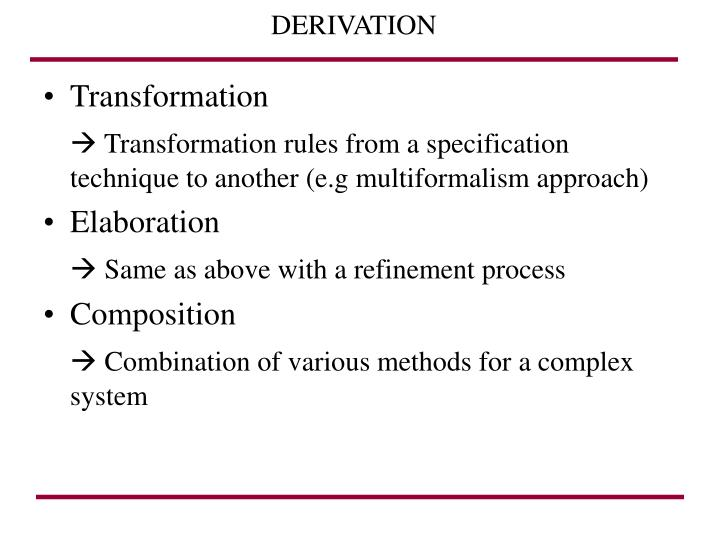 DERIVATION
• Transformation
→ Transformation rules from a specification
technique to another (e.g multiformalism approach)
• Elaboration
→ Same as above with a refinement process
• Composition
→ Combination of various methods for a complex
system